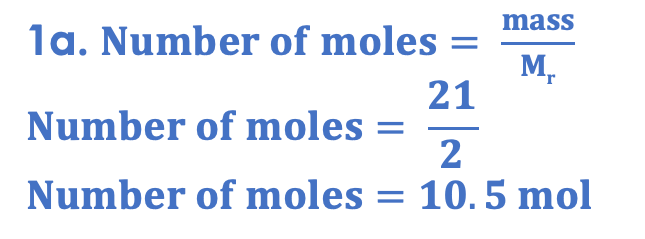 1a. Number of moles = mass / Mᵣ
Number of moles = 21 / 2
Number of moles = 10.5 mol